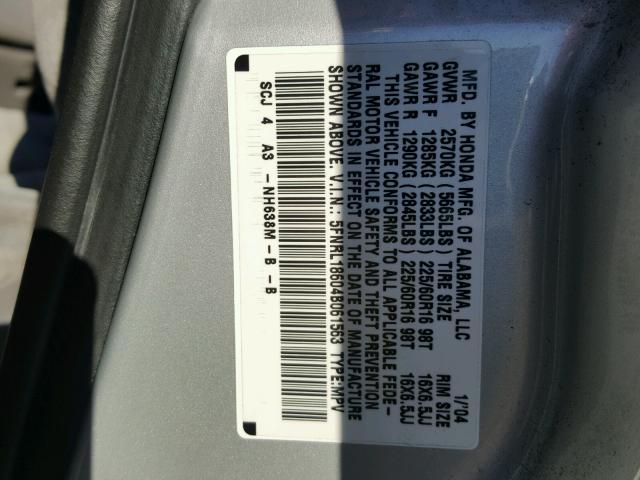 MFD. BY HONDA MFG. OF ALABAMA, LLC 1/'04
GVWR 2570KG (5665LBS) TIRE SIZE RIM SIZE
GAWR F 1285KG (2833LBS) 225/60R16 98T 16X6.5JJ
GAWR R 1290KG (2845LBS) 225/60R16 98T 16X6.5JJ
THIS VEHICLE CONFORMS TO ALL APPLICABLE FEDE-
RAL MOTOR VEHICLE SAFETY AND THEFT PREVENTION
STANDARDS IN EFFECT ON THE DATE OF MANUFACTURE
SHOWN ABOVE. V.I.N.: 5FNRL18604B061563 TYPE:MPV
SCJ 4 A3 - NH638M - B - B